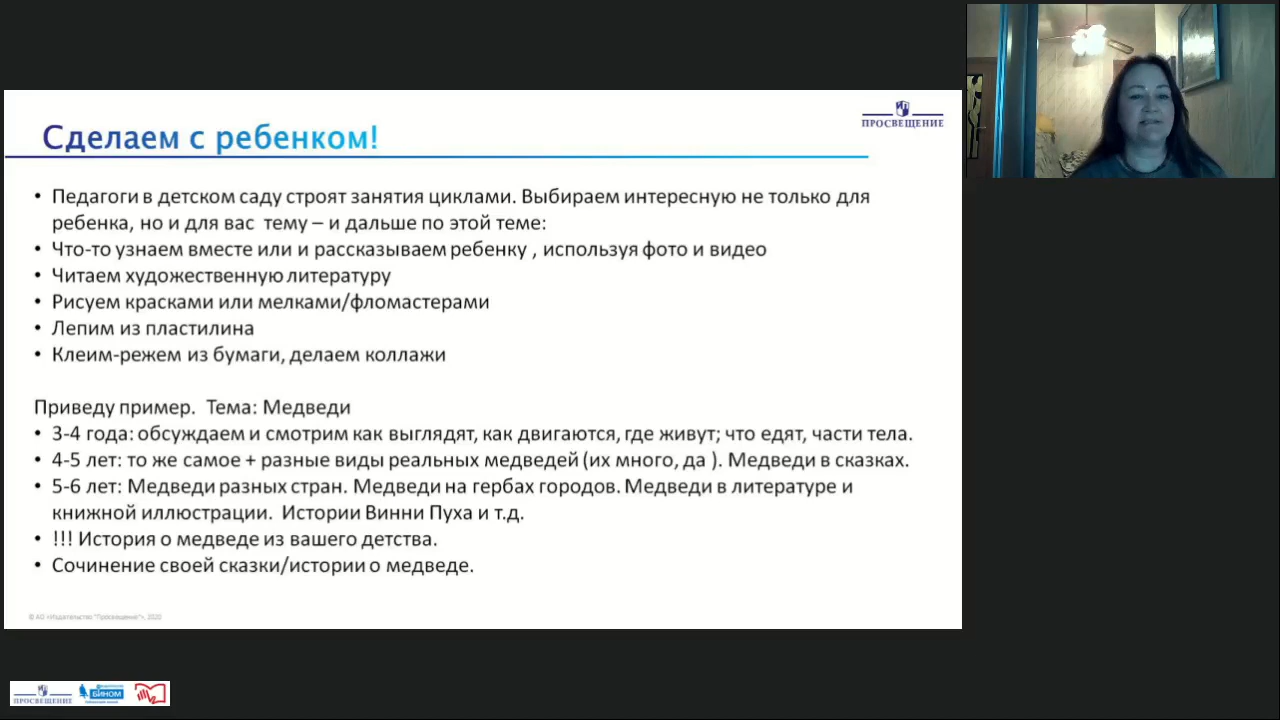 Сделаем с ребенком!
ПРОСВЕЩЕНИЕ
• Педагоги в детском саду строят занятия циклами. Выбираем интересную не только для
ребенка, но и для вас  тему – и дальше по этой теме:
• Что-то узнаем вместе или и рассказываем ребенку , используя фото и видео
• Читаем художественную литературу
• Рисуем красками или мелками/фломастерами
• Лепим из пластилина
• Клеим-режем из бумаги, делаем коллажи
Приведу пример.  Тема: Медведи
• 3-4 года: обсуждаем и смотрим как выглядят, как двигаются, где живут; что едят, части тела.
• 4-5 лет: то же самое + разные виды реальных медведей (их много, да ). Медведи в сказках.
• 5-6 лет: Медведи разных стран. Медведи на гербах городов. Медведи в литературе и
книжной иллюстрации.  Истории Винни Пуха и т.д.
• !!! История о медведе из вашего детства.
• Сочинение своей сказки/истории о медведе.
© АО «Издательство "Просвещение"», 2020
ПРОСВЕЩЕНИЕ
БИНОМ